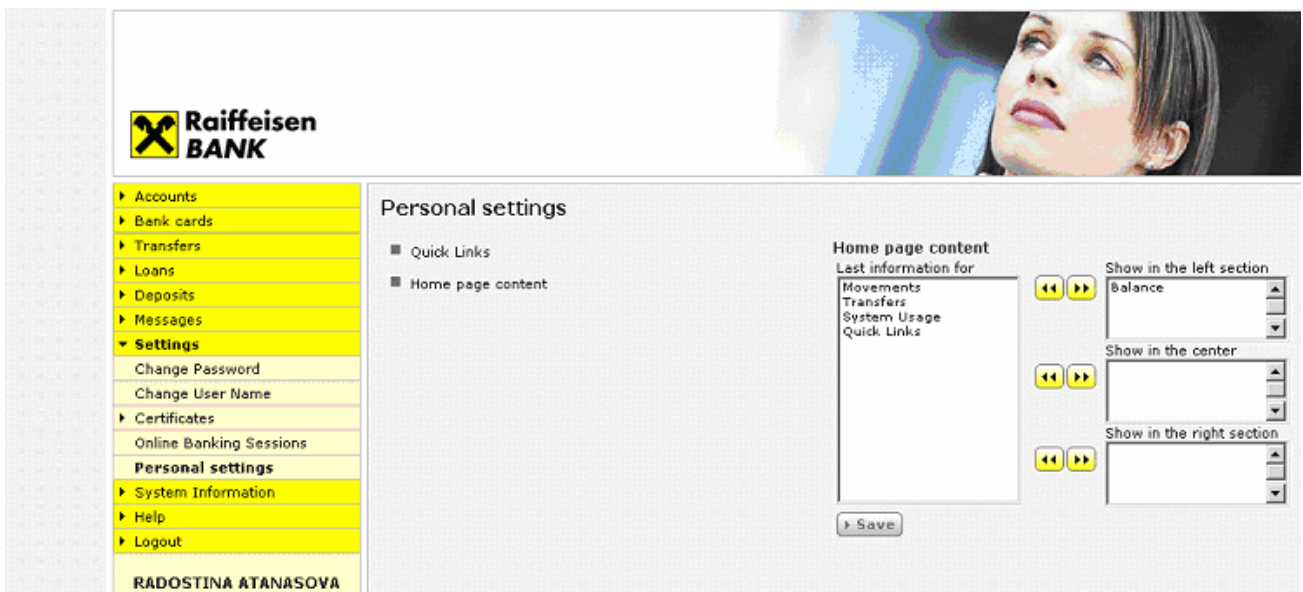 Raiffeisen
BANK
Accounts
Bank cards
Transfers
Loans
Deposits
Messages
Settings
Change Password
Change User Name
Certificates
Online Banking Sessions
Personal settings
System Information
Help
Logout
RADOSTINA ATANASOVA
Personal settings
Quick Links
Home page content
Home page content
Last information for
Movements
Transfers
System Usage
Quick Links
Show in the left section
Balance
Show in the center
Show in the right section
Save